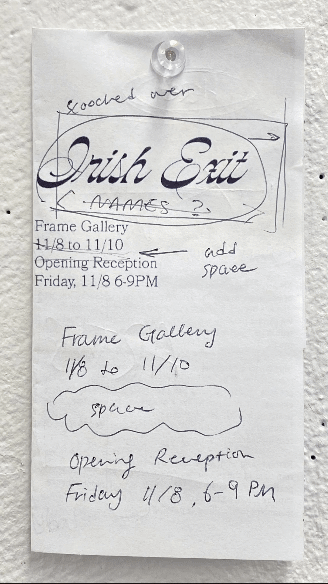 scooched over
Irish Exit
NAMES ?
Frame Gallery
11/8 to 11/10
Opening Reception
Friday, 11/8 6-9PM
add
space
Frame Gallery
11/8 to 11/10
space
Opening Reception
Friday 11/8, 6-9 PM